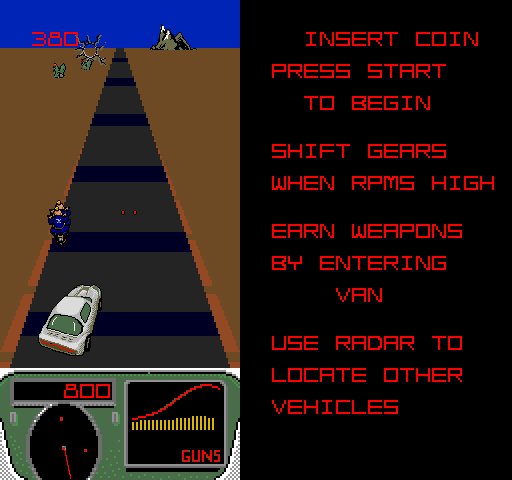 380
INSERT COIN
PRESS START
TO BEGIN
SHIFT GEARS
WHEN RPMS HIGH
EARN WEAPONS
BY ENTERING
VAN
USE RADAR TO
LOCATE OTHER
VEHICLES
800
GUNS